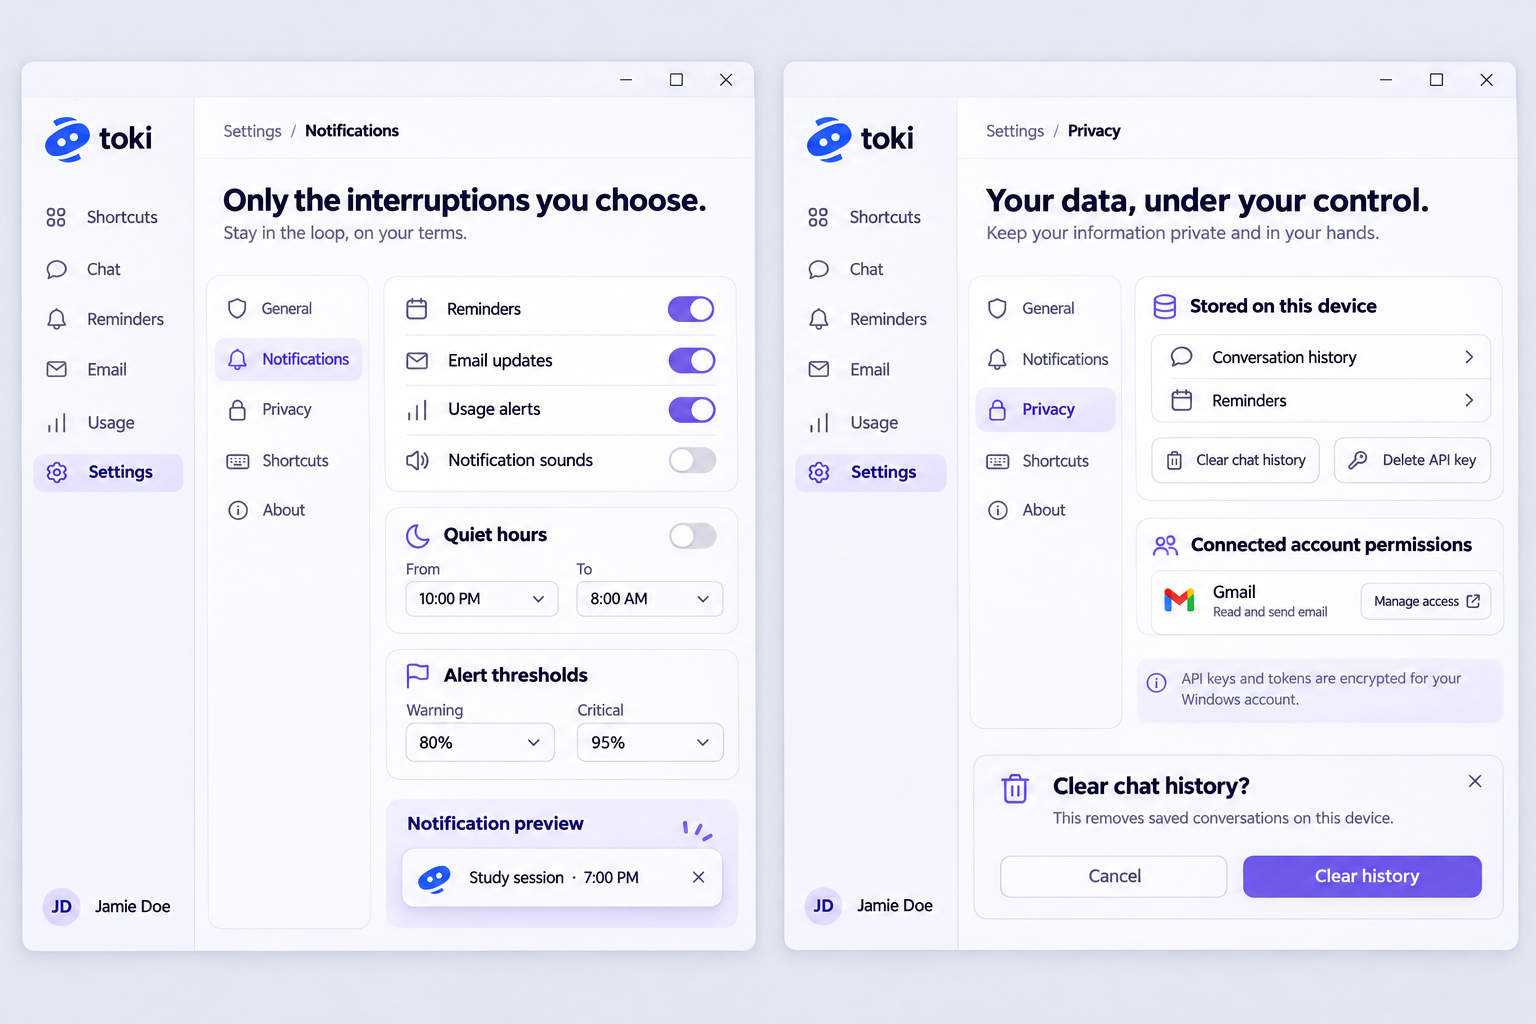 toki
Shortcuts
Chat
Reminders
Email
Usage
Settings
JD Jamie Doe
Settings / Notifications
Only the interruptions you choose.
Stay in the loop, on your terms.
General
Notifications
Privacy
Shortcuts
About
Reminders
Email updates
Usage alerts
Notification sounds
Quiet hours
From To
10:00 PM 8:00 AM
Alert thresholds
Warning Critical
80% 95%
Notification preview
Study session · 7:00 PM
toki
Shortcuts
Chat
Reminders
Email
Usage
Settings
JD Jamie Doe
Settings / Privacy
Your data, under your control.
Keep your information private and in your hands.
General
Notifications
Privacy
Shortcuts
About
Stored on this device
Conversation history
Reminders
Clear chat history Delete API key
Connected account permissions
Gmail
Read and send email
Manage access
API keys and tokens are encrypted for your
Windows account.
Clear chat history?
This removes saved conversations on this device.
Cancel Clear history